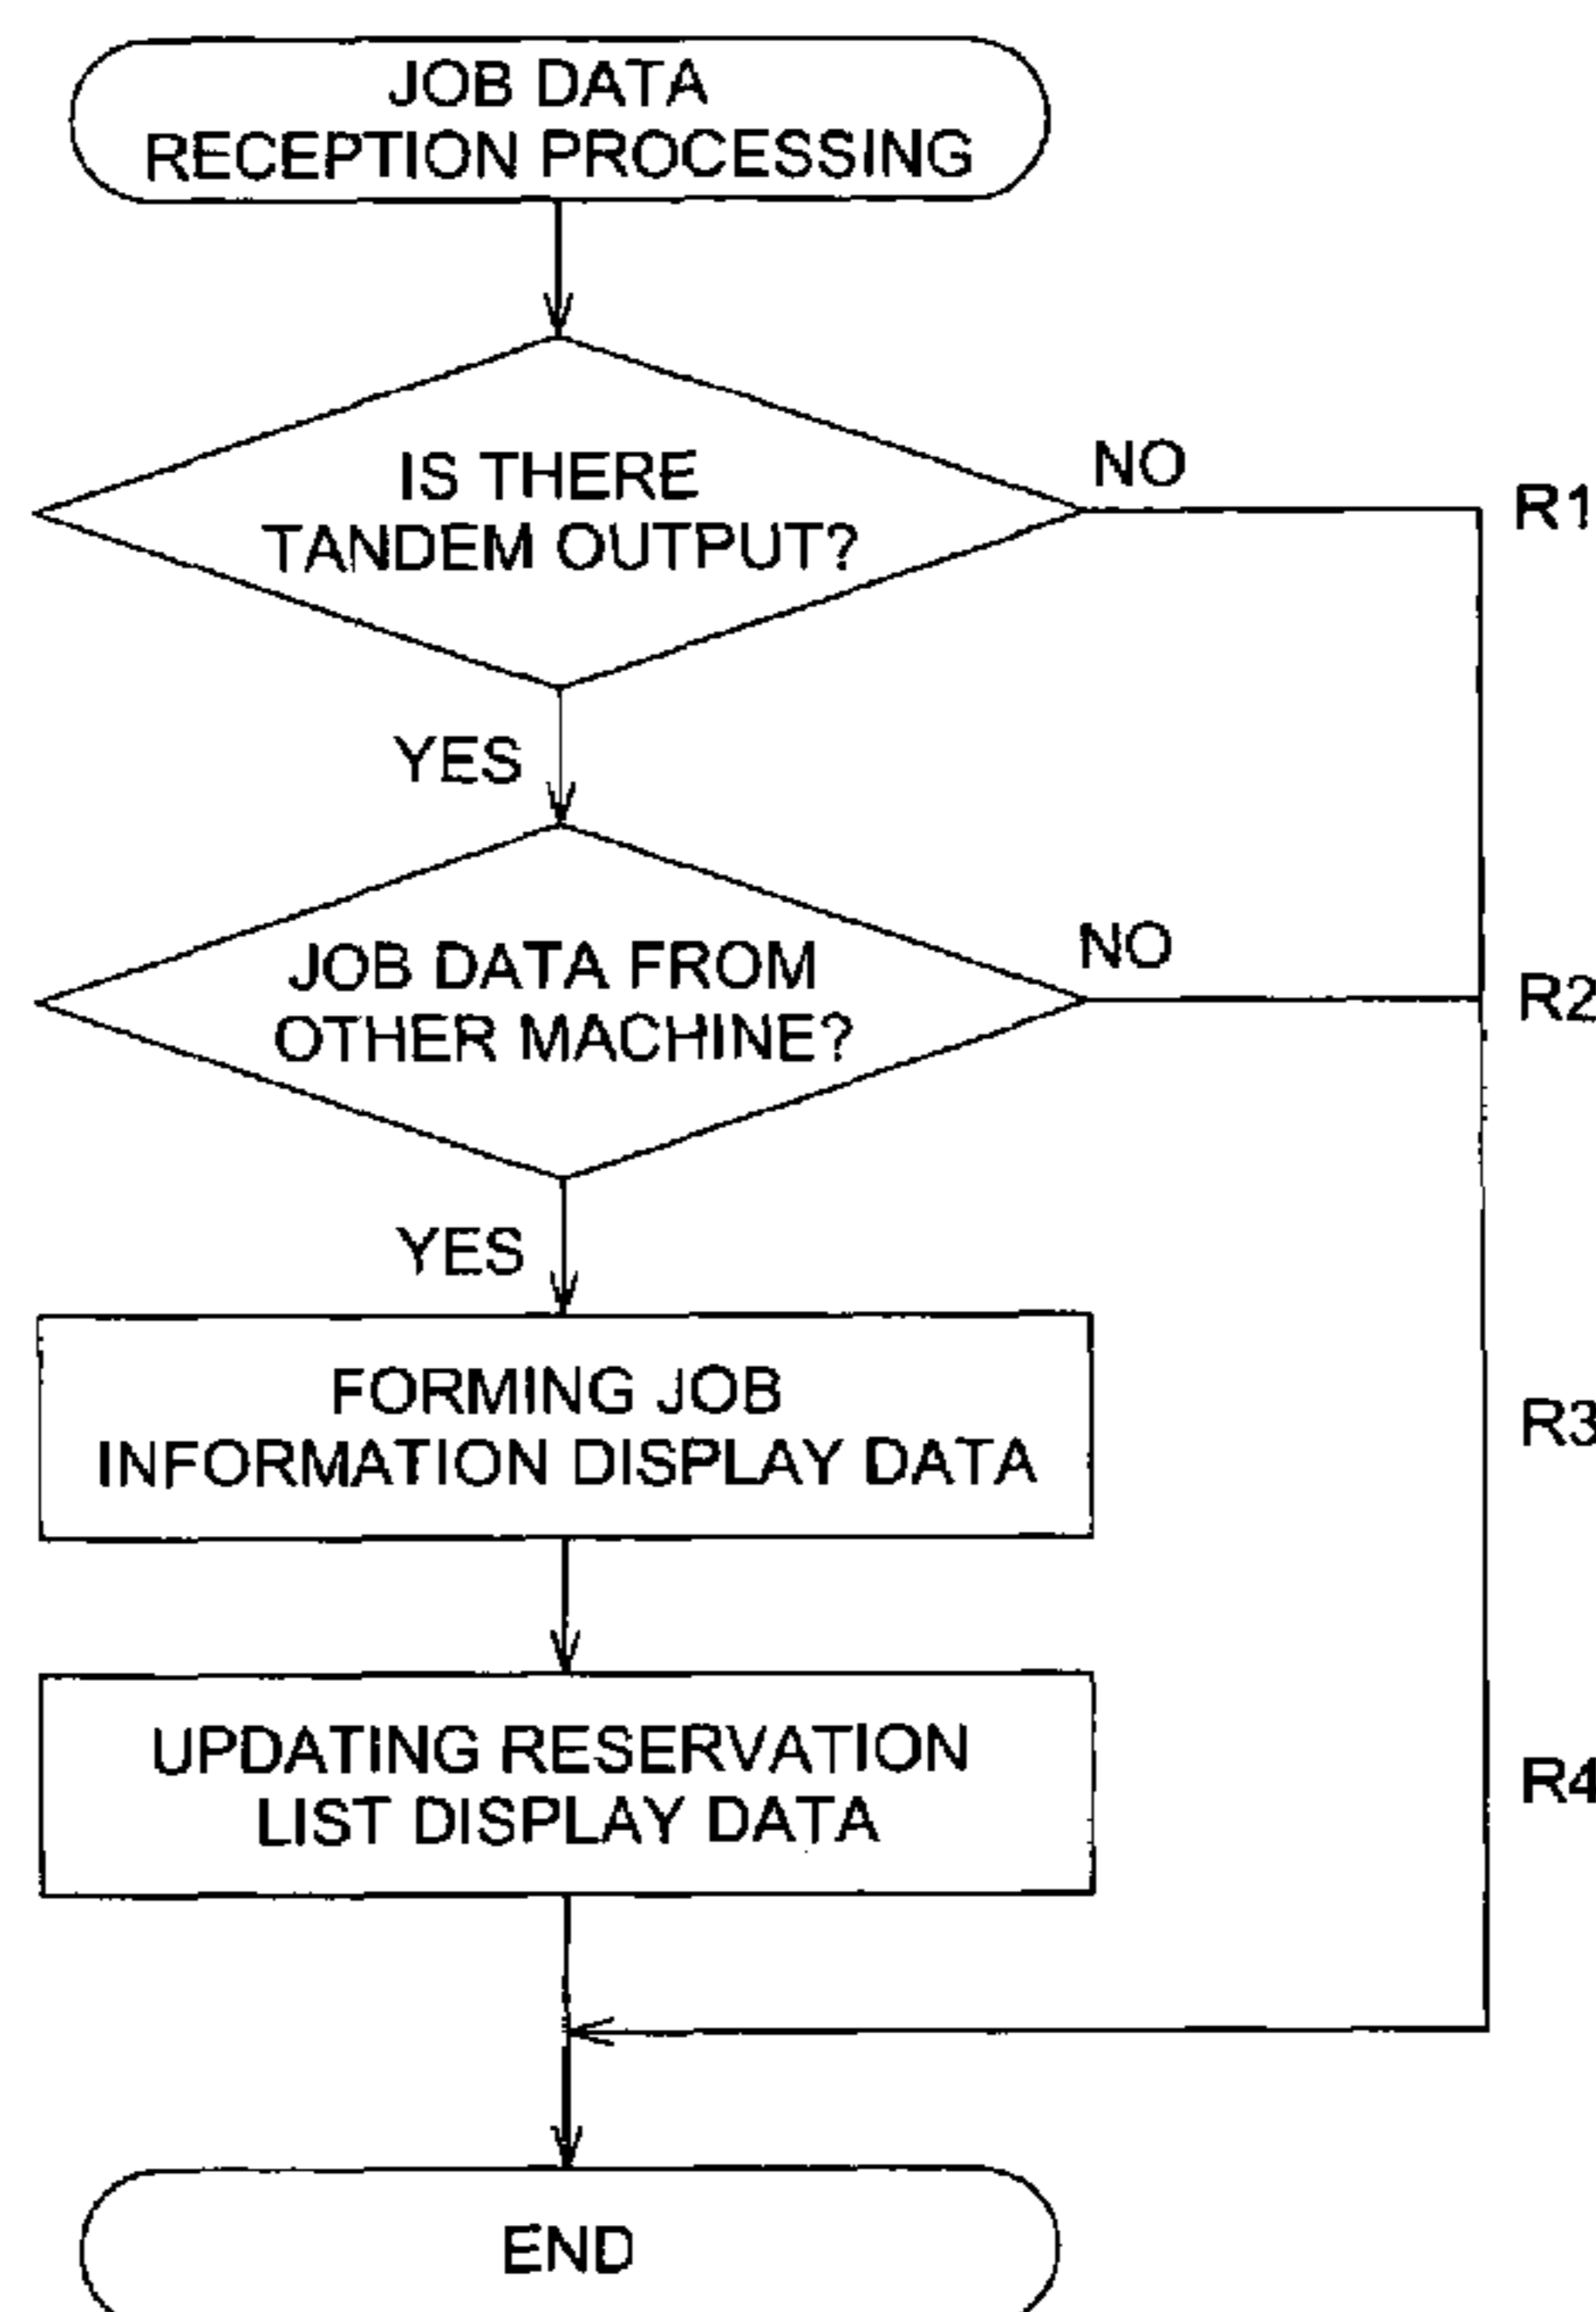 JOB DATA
RECEPTION PROCESSING
IS THERE
TANDEM OUTPUT?
NO
R1
YES
JOB DATA FROM
OTHER MACHINE?
NO
R2
YES
FORMING JOB
INFORMATION DISPLAY DATA
R3
UPDATING RESERVATION
LIST DISPLAY DATA
R4
END